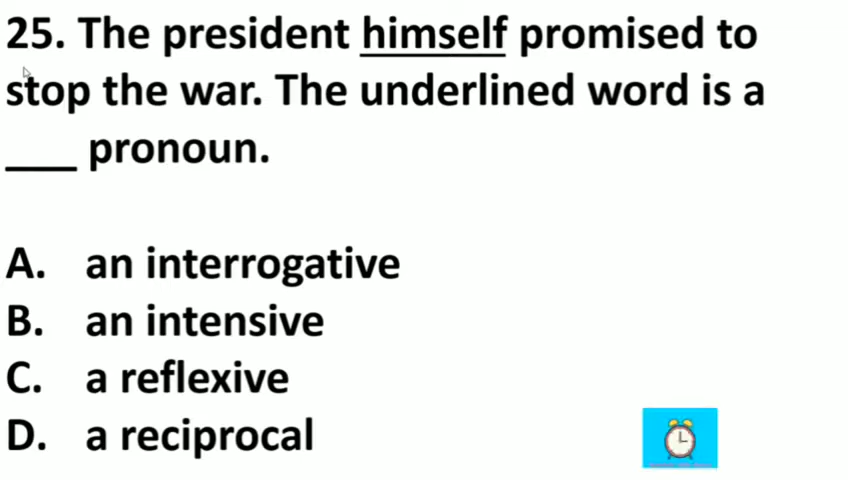 25. The president himself promised to
stop the war. The underlined word is a
___ pronoun.
A. an interrogative
B. an intensive
C. a reflexive
D. a reciprocal